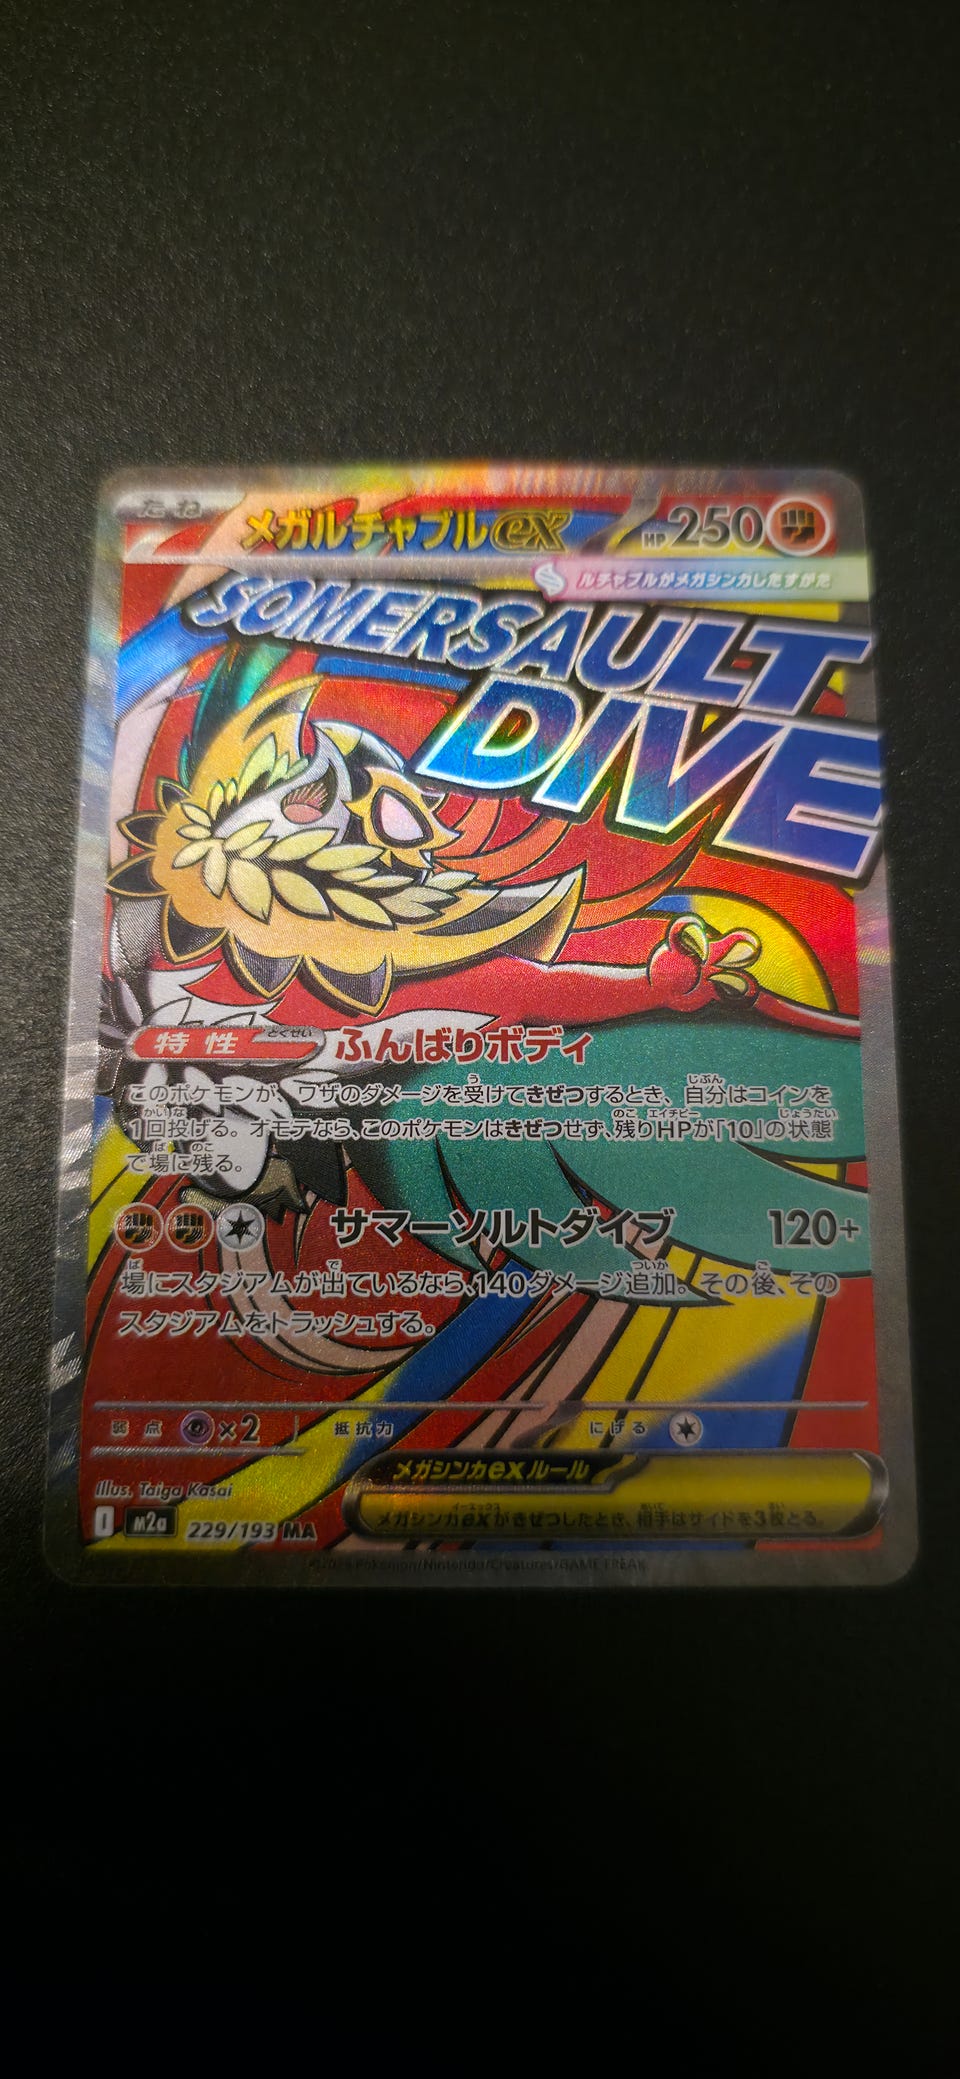 たね
メガルチャブルex HP250
ルチャブルがメガシンカしたすがた
SOMERSAULT
DIVE
特性 とくせい ふんばりボディ
このポケモンが、ワザのダメージを受けてきぜつするとき、自分はコインを
1回投げる。オモテなら、このポケモンはきぜつせず、残りHPが「10」の状態
で場に残る。
サマーソルトダイブ 120+
場にスタジアムが出ているなら、140ダメージ追加。その後、その
スタジアムをトラッシュする。
弱点 ×2 抵抗力 にげる
メガシンカexルール
メガシンカexがきぜつしたとき、相手はサイドを3枚とる。
Illus. Taiga Kasai
I m2a 229/193 MA
Pokémon/Nintendo/Creatures/GAME FREAK